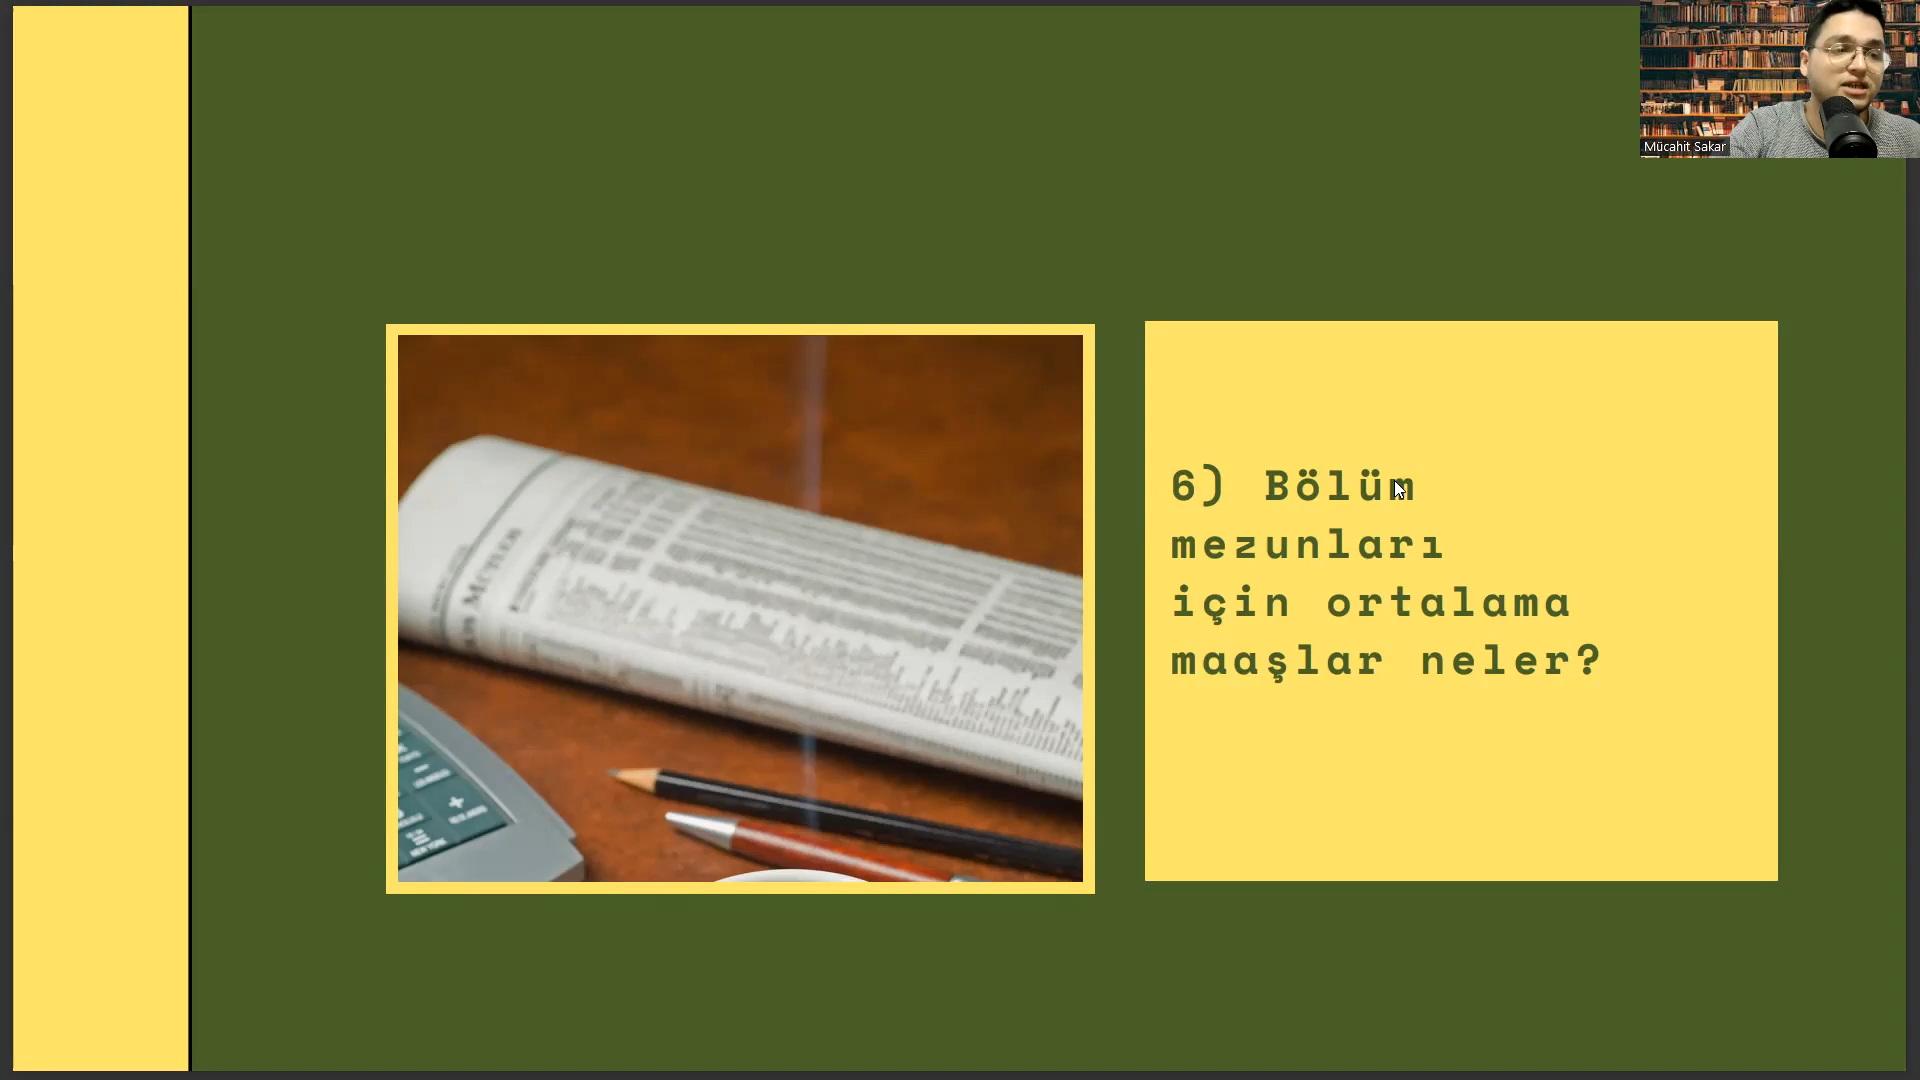 Mücahit Sakar
6) Bölüm
mezunları
için ortalama
maaşlar neler?